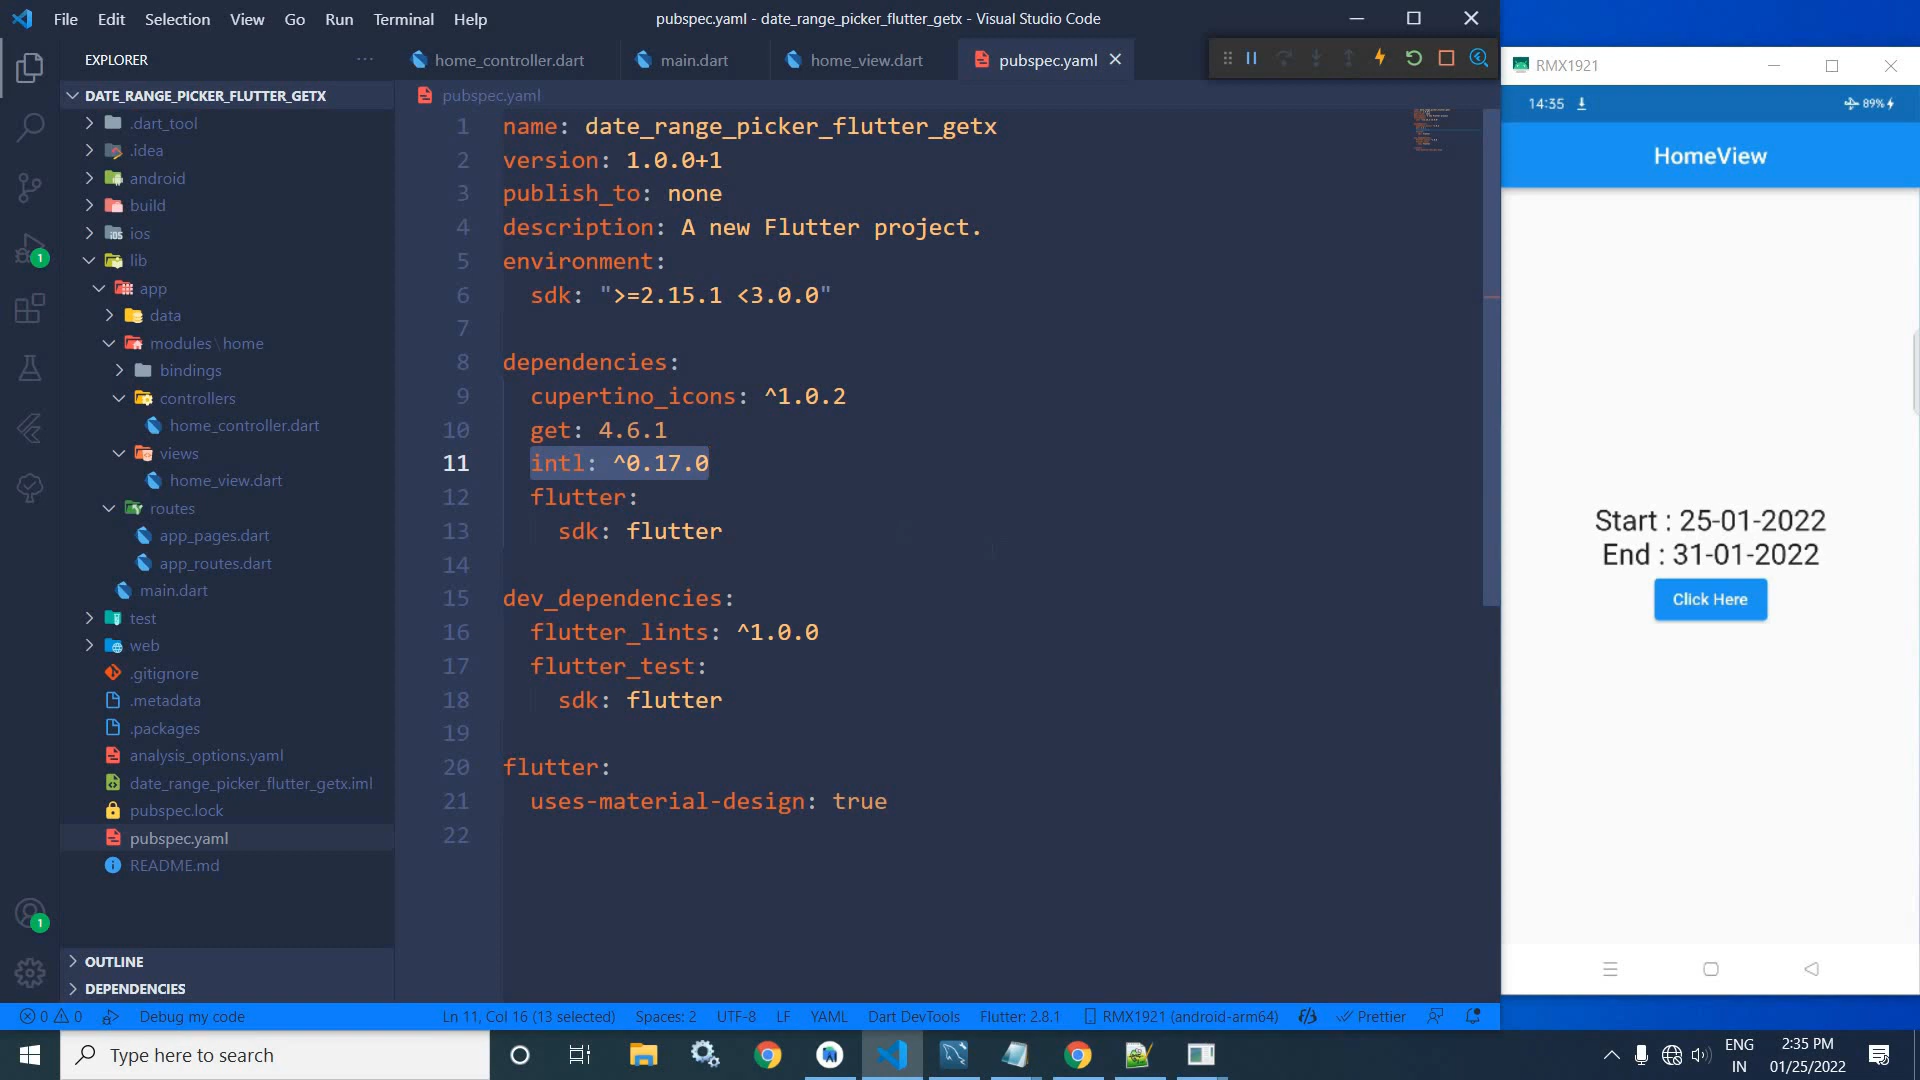 File Edit Selection View Go Run Terminal Help
pubspec.yaml - date_range_picker_flutter_getx - Visual Studio Code
EXPLORER
home_controller.dart
main.dart
home_view.dart
pubspec.yaml
DATE_RANGE_PICKER_FLUTTER_GETX
.dart_tool
.idea
android
build
ios
lib
app
data
modules \ home
bindings
controllers
home_controller.dart
views
home_view.dart
routes
app_pages.dart
app_routes.dart
main.dart
test
web
.gitignore
.metadata
.packages
analysis_options.yaml
date_range_picker_flutter_getx.iml
pubspec.lock
pubspec.yaml
README.md
OUTLINE
DEPENDENCIES
1
1
pubspec.yaml
1 name: date_range_picker_flutter_getx
2 version: 1.0.0+1
3 publish_to: none
4 description: A new Flutter project.
5 environment:
6 sdk: ">=2.15.1 <3.0.0"
7
8 dependencies:
9 cupertino_icons: ^1.0.2
10 get: 4.6.1
11 intl: ^0.17.0
12 flutter:
13 sdk: flutter
14
15 dev_dependencies:
16 flutter_lints: ^1.0.0
17 flutter_test:
18 sdk: flutter
19
20 flutter:
21 uses-material-design: true
22
RMX1921
14:35
89%
HomeView
Start : 25-01-2022
End : 31-01-2022
Click Here
0 0 Debug my code
Ln 11, Col 16 (13 selected) Spaces: 2 UTF-8 LF YAML Dart DevTools Flutter: 2.8.1 RMX1921 (android-arm64) Prettier
Type here to search
ENG
IN
2:35 PM
01/25/2022